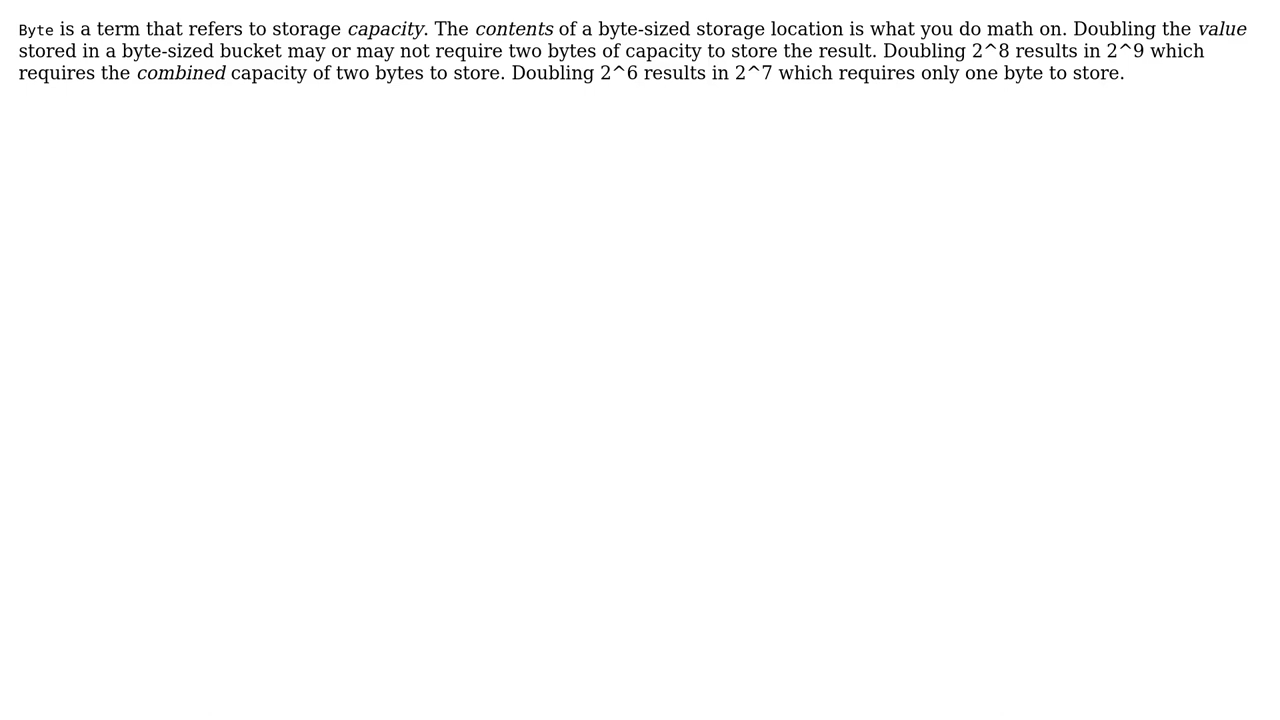 Byte is a term that refers to storage capacity. The contents of a byte-sized storage location is what you do math on. Doubling the value
stored in a byte-sized bucket may or may not require two bytes of capacity to store the result. Doubling 2^8 results in 2^9 which
requires the combined capacity of two bytes to store. Doubling 2^6 results in 2^7 which requires only one byte to store.